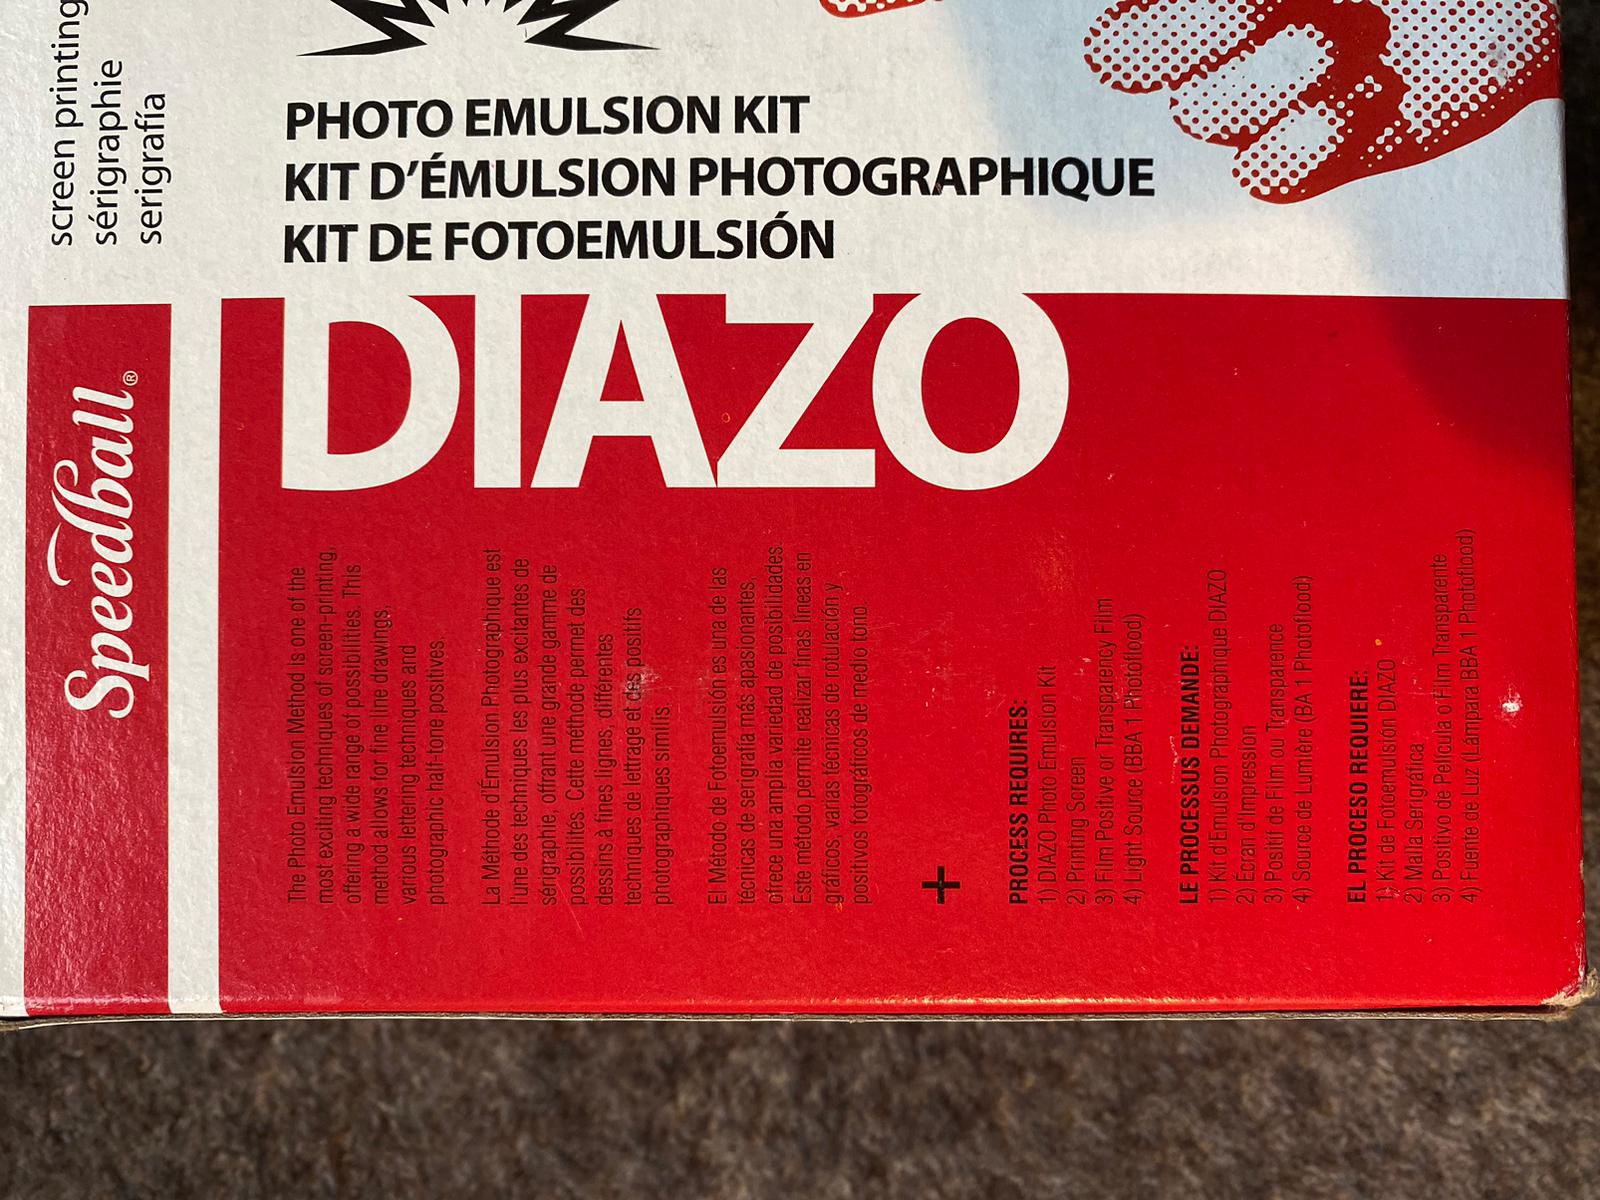 screen printing
sérigraphie
serigrafía
Speedball®
PHOTO EMULSION KIT
KIT D'ÉMULSION PHOTOGRAPHIQUE
KIT DE FOTOEMULSIÓN
DIAZO
The Photo Emulsion Method is one of the
most exciting techniques of screen-printing,
offering a wide range of possibilities. This
method allows for fine line drawings,
various lettering techniques and
photographic half-tone positives.
La Méthode d'Émulsion Photographique est
l'une des techniques les plus excitantes de
sérigraphie, offrant une grande gamme de
possibilités. Cette méthode permet des
dessins à fines lignes, différentes
techniques de lettrage et des positifs
photographiques similis
El Método de Fotoemulsión es una de las
técnicas de serigrafía más apasionantes,
ofrece una amplia variedad de posibilidades.
Este método permite realizar finas líneas en
gráficos, varias técnicas de rotulación y
positivos fotográficos de medio tono.
+
PROCESS REQUIRES:
1) DIAZO Photo Emulsion Kit
2) Printing Screen
3) Film Positive or Transparency Film
4) Light Source (BBA 1 Photoflood)
LE PROCESSUS DEMANDE:
1) Kit d'Emulsion Photographique DIAZO
2) Écran d'Impression
3) Positif de Film ou Transparence
4) Source de Lumière (BA 1 Photoflood)
EL PROCESO REQUIERE:
1) Kit de Fotoemulsión DIAZO
2) Malla Serigráfica
3) Positivo de Película o Film Transparente
4) Fuente de Luz (Lámpara BBA 1 Photoflood)